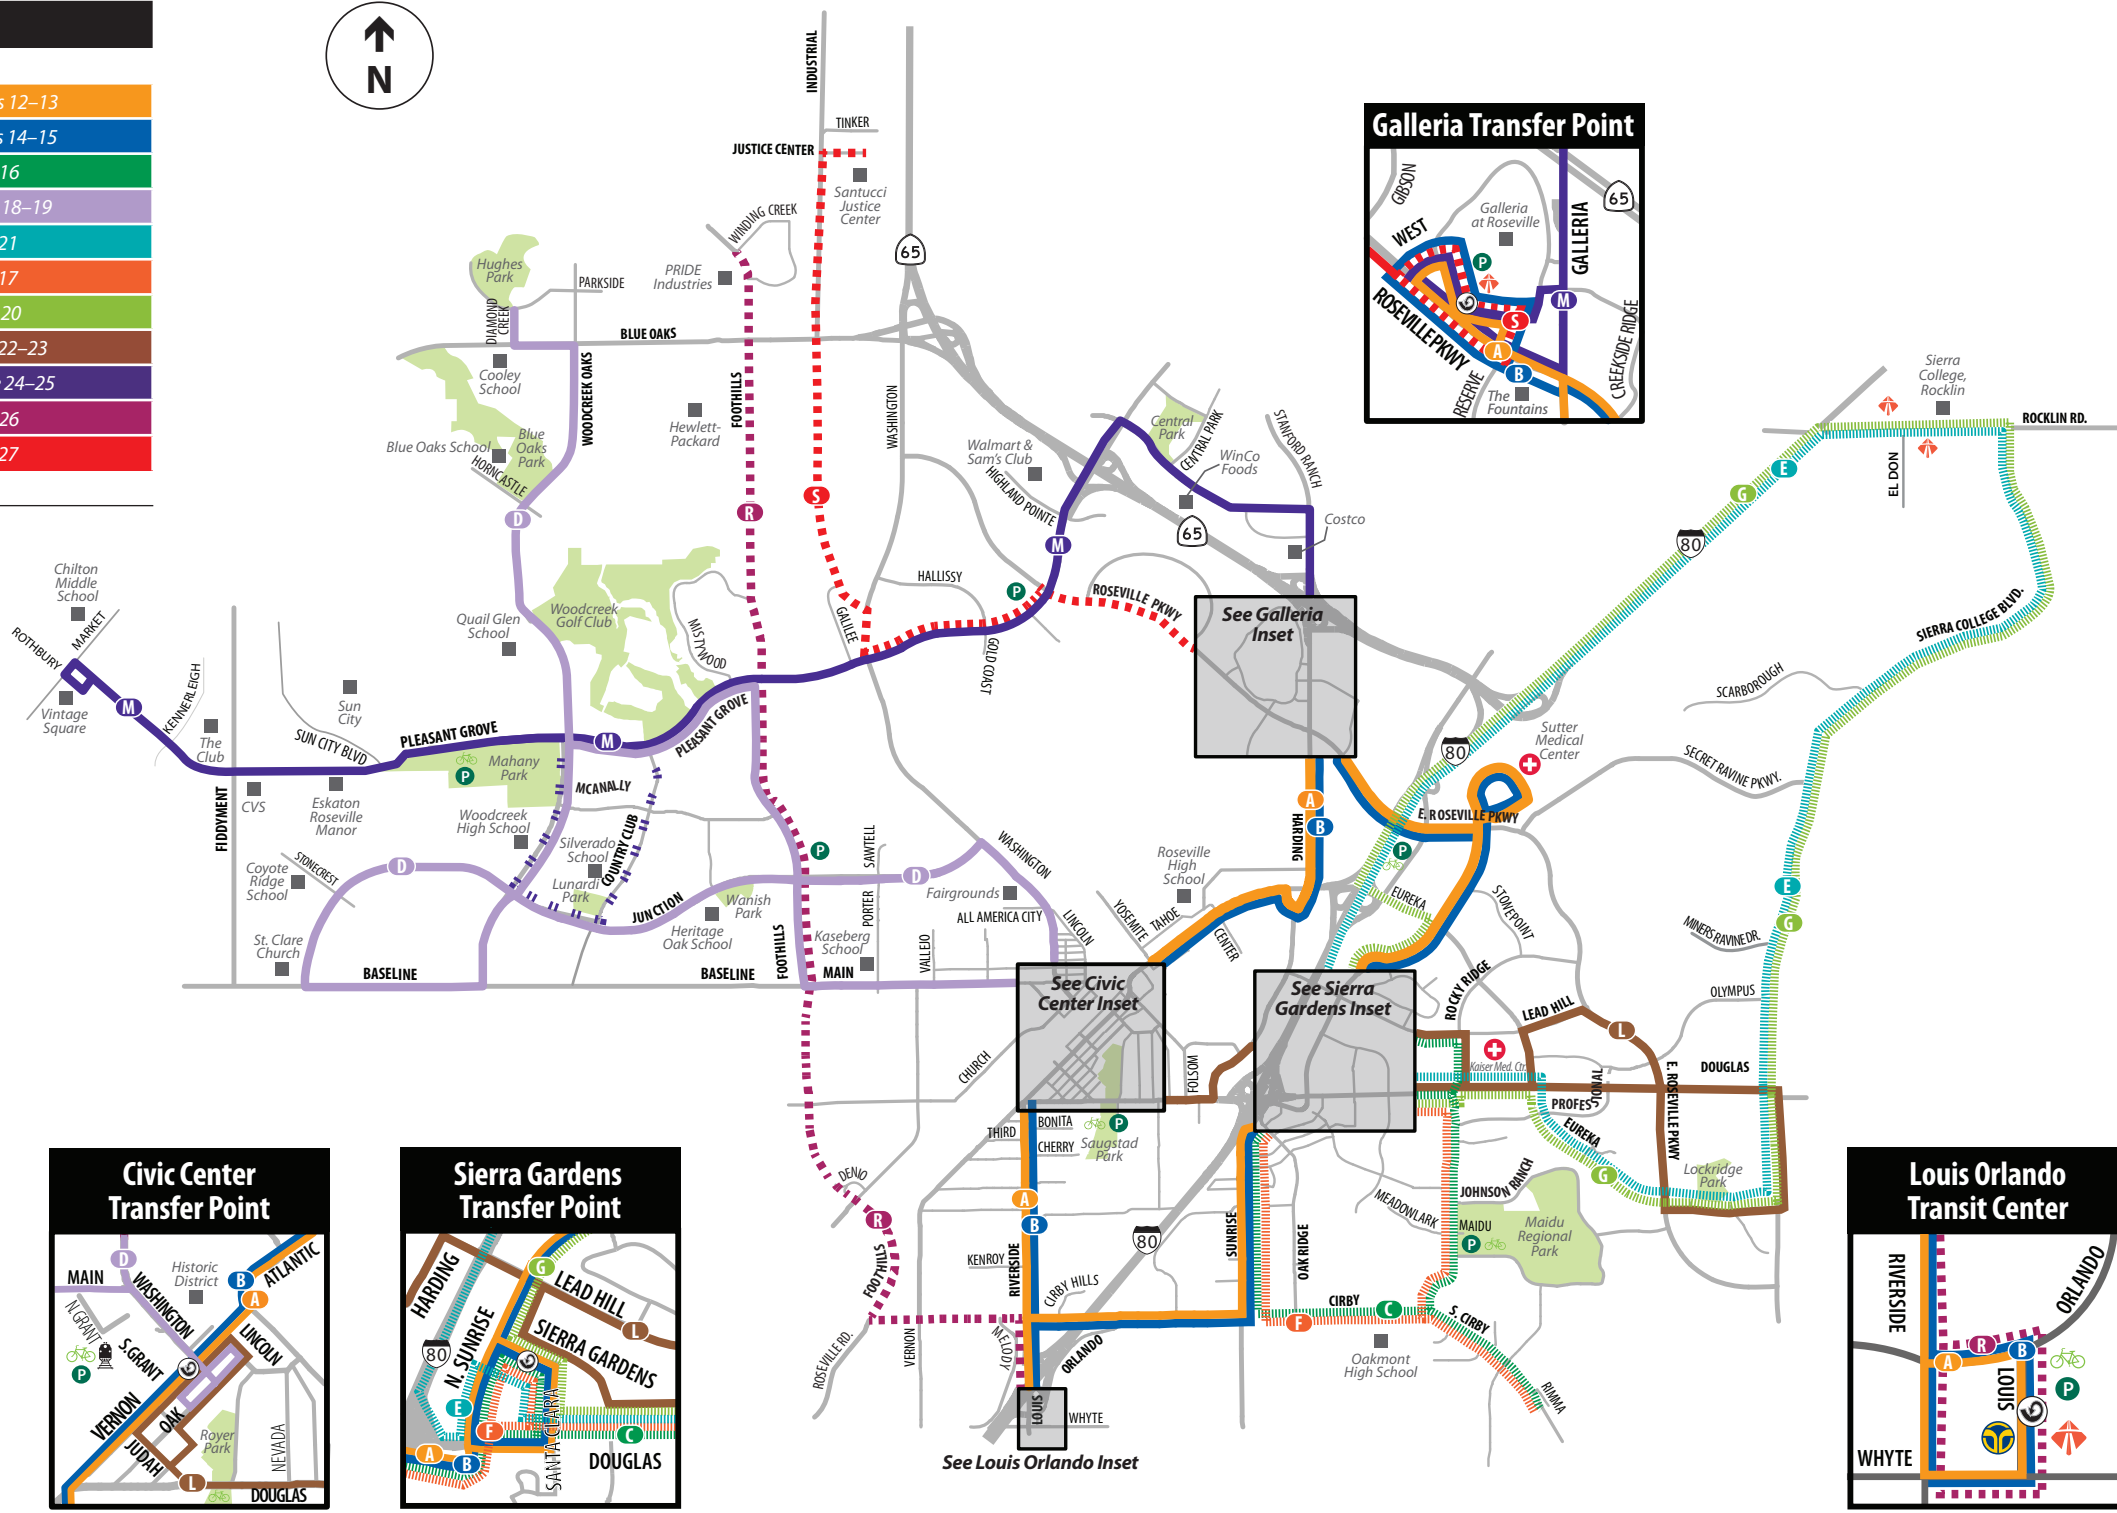 s 12–13
s 14–15
16
18–19
21
17
20
22–23
24–25
26
27
N
INDUSTRIAL
TINKER
JUSTICE CENTER
Santucci
Justice
Center
WINDING CREEK
PRIDE
Industries
65
Hughes
Park
PARKSIDE
DIAMOND
CREEK
BLUE OAKS
Cooley
School
WOODCREEK OAKS
FOOTHILLS
WASHINGTON
Hewlett-
Packard
Blue Oaks School
Blue
Oaks
Park
HORNCASTLE
D
R
S
Walmart &
Sam's Club
HIGHLAND POINTE
Central
Park
CENTRAL PARK
WinCo
Foods
STANFORD RANCH
Costco
65
M
Galleria Transfer Point
GIBSON
WEST
Galleria
at Roseville
GALLERIA
65
P
M
S
A
B
ROSEVILLE PKWY
RESERVE
The
Fountains
CREEKSIDE RIDGE
Sierra
College,
Rocklin
ROCKLIN RD.
EL DON
E
G
80
SIERRA COLLEGE BLVD.
SCARBOROUGH
SECRET RAVINE PKWY.
Chilton
Middle
School
ROTHBURY
MARKET
Vintage
Square
M
KENNERLEIGH
The
Club
FIDDYMENT
CVS
Sun
City
SUN CITY BLVD
Eskaton
Roseville
Manor
PLEASANT GROVE
P
Mahany
Park
Quail Glen
School
Woodcreek
Golf Club
MISTYWOOD
M
PLEASANT GROVE
HALLISSY
GALILEE
GOLD COAST
P
ROSEVILLE PKWY
See Galleria
Inset
Woodcreek
High School
MCANALLY
Silverado
School
COUNTRY CLUB
Lunardi
Park
Coyote
Ridge
School
STONECREST
D
St. Clare
Church
BASELINE
JUNCTION
Heritage
Oak School
Wanish
Park
BASELINE
FOOTHILLS
P
SAWTELL
PORTER
D
Kaseberg
School
MAIN
Fairgrounds
ALL AMERICA CITY
VALLEJO
WASHINGTON
LINCOLN
YOSEMITE
TAHOE
CENTER
Roseville
High
School
A
B
HARDING
80
Sutter
Medical
Center
E. ROSEVILLE PKWY
P
EUREKA
STONEPOINT
E
G
MINERS RAVINE DR.
OLYMPUS
See Civic
Center Inset
See Sierra
Gardens Inset
ROCKY RIDGE
LEAD HILL
L
Kaiser Med. Ctr.
DOUGLAS
PROFESSIONAL
EUREKA
E. ROSEVILLE PKWY
G
Lockridge
Park
CHURCH
FOLSOM
BONITA
THIRD
CHERRY
P
Saugstad
Park
DENIO
R
FOOTHILLS
A
B
KENROY
RIVERSIDE
CIRBY HILLS
80
SUNRISE
OAK RIDGE
MEADOWLARK
JOHNSON RANCH
MAIDU
P
Maidu
Regional
Park
CIRBY
F
C
S. CIRBY
Oakmont
High School
RIMMA
ROSEVILLE RD.
VERNON
MELODY
ORLANDO
LOUIS
WHYTE
See Louis Orlando Inset
Civic Center
Transfer Point
D
MAIN
WASHINGTON
Historic
District
B
A
ATLANTIC
N. GRANT
S. GRANT
LINCOLN
P
VERNON
OAK
JUDAH
Royer
Park
NEVADA
L
DOUGLAS
Sierra Gardens
Transfer Point
HARDING
G
LEAD HILL
L
N. SUNRISE
SIERRA GARDENS
80
E
F
SANTA CLARA
C
A
B
DOUGLAS
Louis Orlando
Transit Center
RIVERSIDE
ORLANDO
R
B
A
LOUIS
P
WHYTE